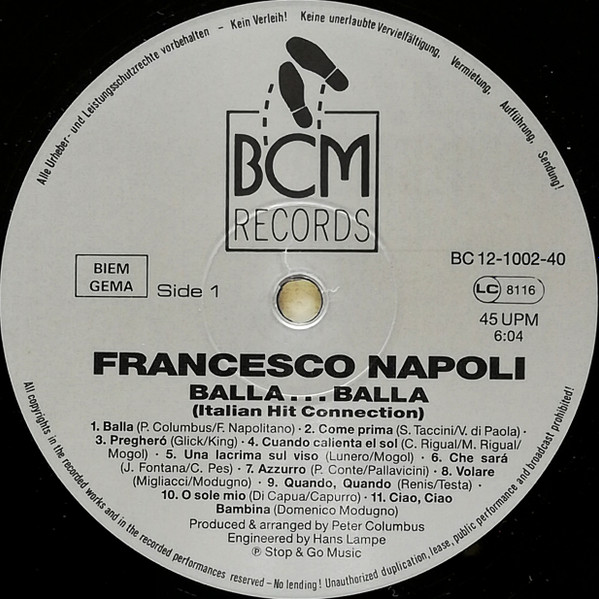 Alle Urheber- und Leistungsschutzrechte vorbehalten – Kein Verleih! Keine unerlaubte Vervielfältigung, Vermietung, Aufführung, Sendung!
BCM
RECORDS
BIEM
GEMA
Side 1
BC 12-1002-40
LC 8116
45 UPM
6:04
FRANCESCO NAPOLI
BALLA . . . BALLA
(Italian Hit Connection)
1. Balla (P. Columbus/F. Napolitano) · 2. Come prima (S. Taccini/V. di Paola) ·
3. Pregheró (Glick/King) · 4. Cuando calienta el sol (C. Rigual/M. Rigual/
Mogol) · 5. Una lacrima sul viso (Lunero/Mogol) · 6. Che sará
(J. Fontana/C. Pes) · 7. Azzurro (P. Conte/Pallavicini) · 8. Volare
(Migliacci/Modugno) · 9. Quando, Quando (Renis/Testa) ·
10. O sole mio (Di Capua/Capurro) · 11. Ciao, Ciao
Bambina (Domenico Modugno)
Produced & arranged by Peter Columbus
Engineered by Hans Lampe
℗ Stop & Go Music
All copyrights in the recorded works and in the recorded performances reserved – No lending! Unauthorized duplication, lease, public performance and broadcast prohibited!